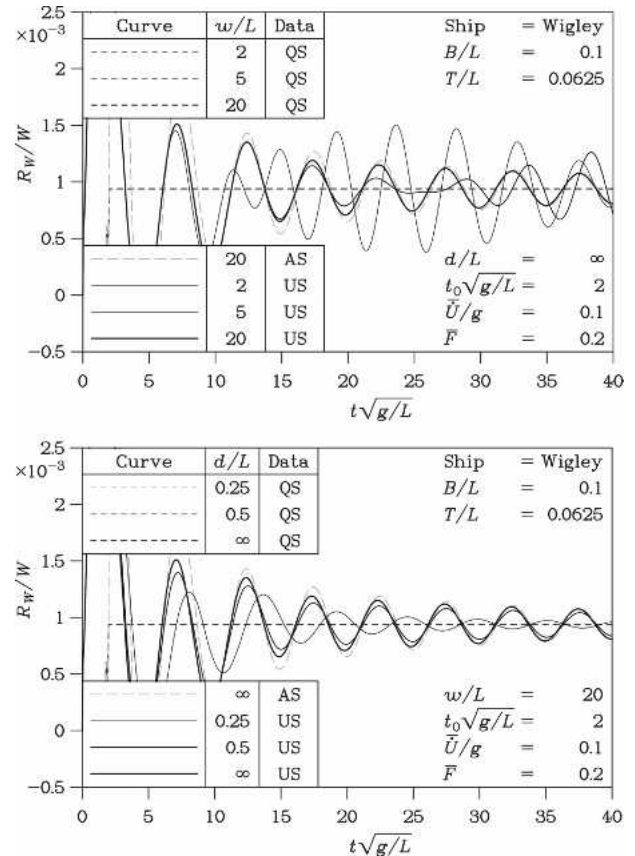 ×10⁻³
2.5
2
1.5
1
0.5
0
−0.5
R_W/W
Curve w/L Data
2 QS
5 QS
20 QS
Ship = Wigley
B/L = 0.1
T/L = 0.0625
20 AS
2 US
5 US
20 US
d/L = ∞
t₀√g/L = 2
U̇̅/g = 0.1
F̅ = 0.2
0 5 10 15 20 25 30 35 40
t√g/L
×10⁻³
2.5
2
1.5
1
0.5
0
−0.5
R_W/W
Curve d/L Data
0.25 QS
0.5 QS
∞ QS
Ship = Wigley
B/L = 0.1
T/L = 0.0625
∞ AS
0.25 US
0.5 US
∞ US
w/L = 20
t₀√g/L = 2
U̇̅/g = 0.1
F̅ = 0.2
0 5 10 15 20 25 30 35 40
t√g/L